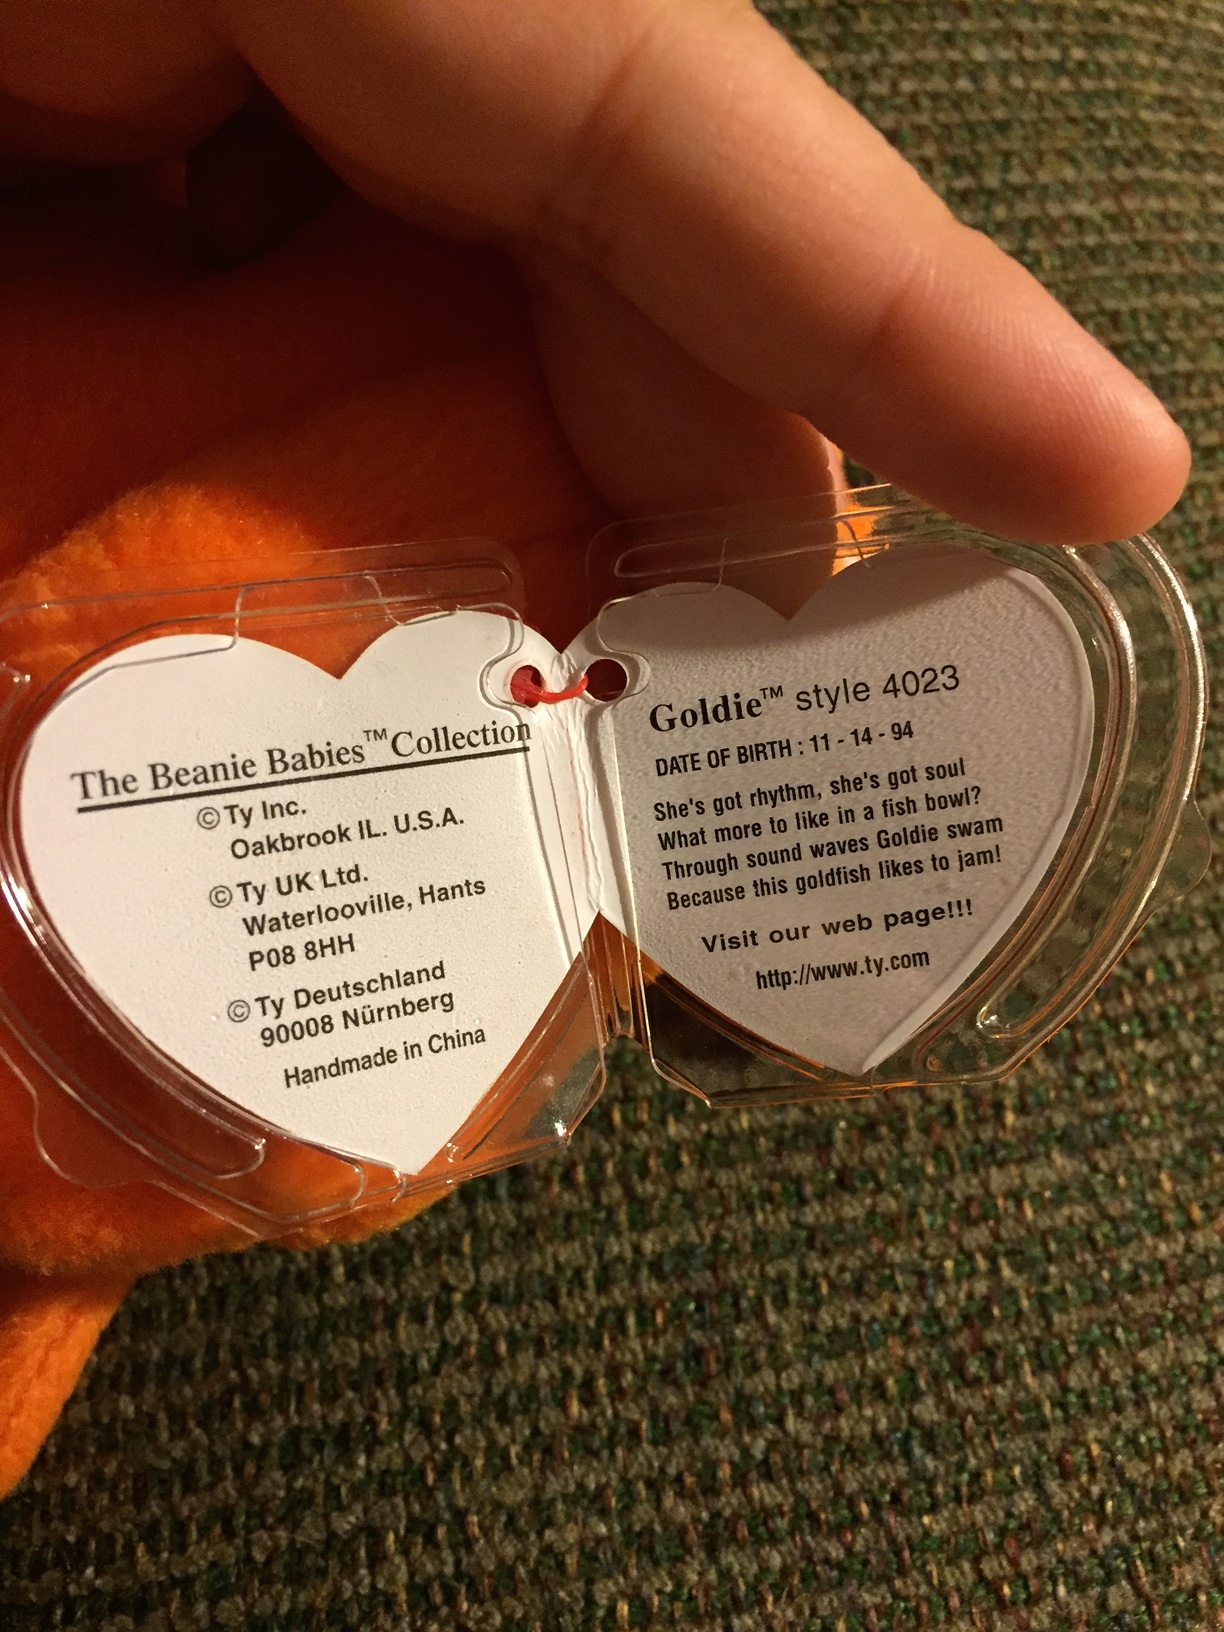 The Beanie Babies™Collection
©Ty Inc.
Oakbrook IL. U.S.A.
©Ty UK Ltd.
Waterlooville, Hants
P08 8HH
©Ty Deutschland
90008 Nürnberg
Handmade in China
Goldie™ style 4023
DATE OF BIRTH : 11 - 14 - 94
She's got rhythm, she's got soul
What more to like in a fish bowl?
Through sound waves Goldie swam
Because this goldfish likes to jam!
Visit our web page!!!
http://www.ty.com